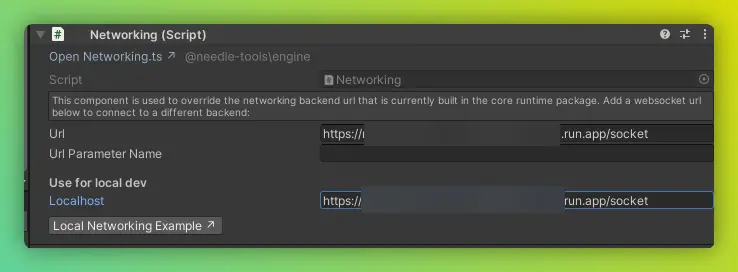 # Networking (Script)
Open Networking.ts ↗ @needle-tools\engine
Script Networking
This component is used to override the networking backend url that is currently built in the core runtime package. Add a websocket url
below to connect to a different backend:
Url https:// .run.app/socket
Url Parameter Name
Use for local dev
Localhost https:// run.app/socket
Local Networking Example ↗